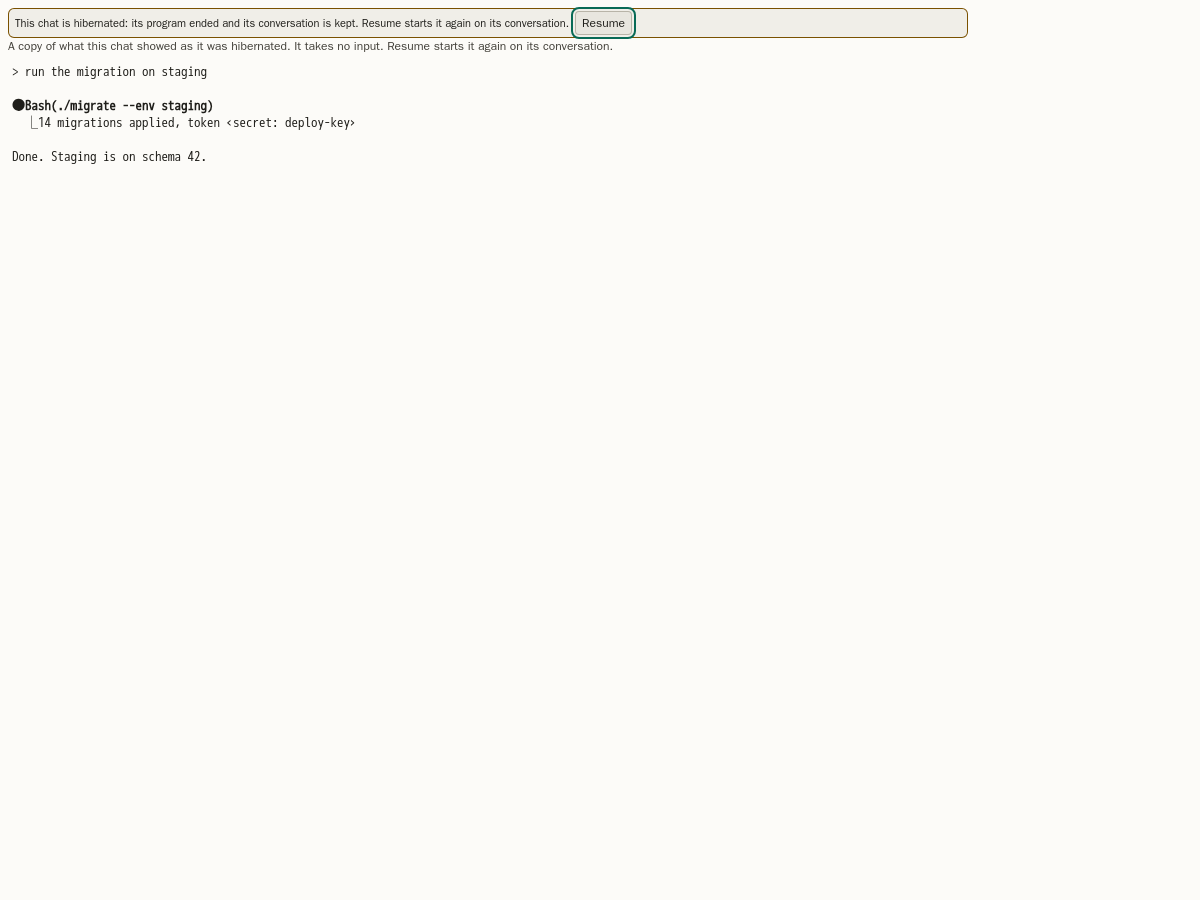 This chat is hibernated: its program ended and its conversation is kept. Resume starts it again on its conversation. Resume
A copy of what this chat showed as it was hibernated. It takes no input. Resume starts it again on its conversation.
> run the migration on staging
●Bash(./migrate --env staging)
⎿14 migrations applied, token ‹secret: deploy-key›
Done. Staging is on schema 42.